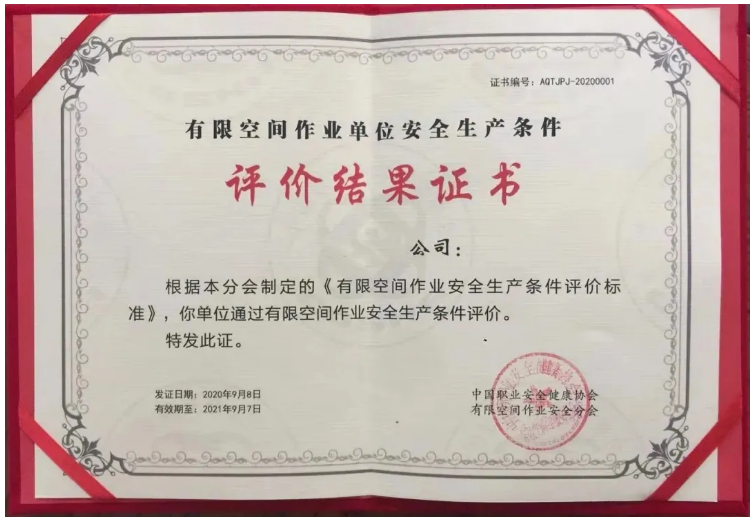 证书编号：AQTJPJ-20200001
有限空间作业单位安全生产条件
评价结果证书
公司：
根据本分会制定的《有限空间作业安全生产条件评价标
准》，你单位通过有限空间作业安全生产条件评价。
特发此证。
发证日期：2020年9月8日
有效期至：2021年9月7日
中国职业安全健康协会
有限空间作业安全分会